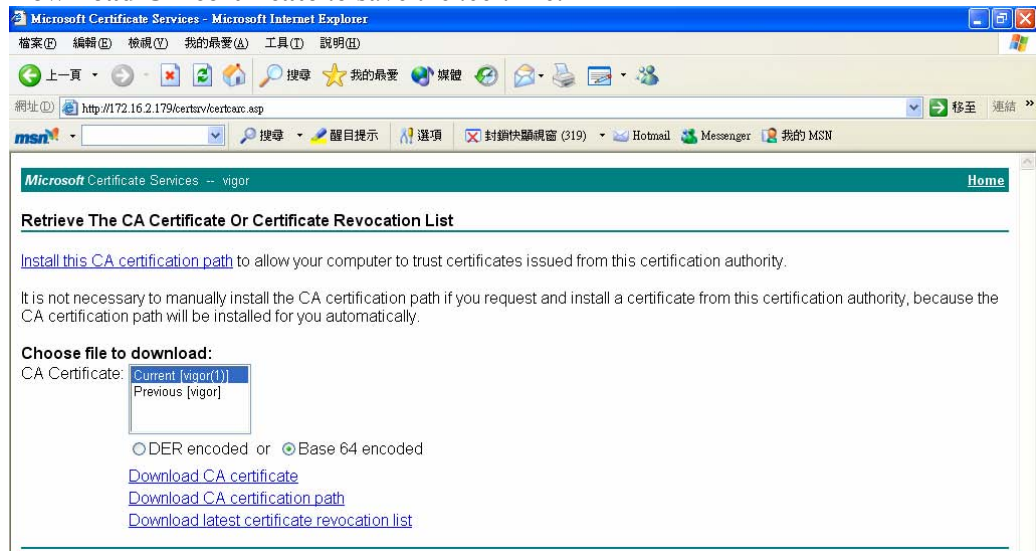 Microsoft Certificate Services - Microsoft Internet Explorer
檔案(F) 編輯(E) 檢視(V) 我的最愛(A) 工具(T) 說明(H)
上一頁 搜尋 我的最愛 媒體
網址(D) http://172.16.2.179/certsrv/certcarc.asp 移至 連結 »
msn 搜尋 醒目提示 選項 封鎖快顯視窗 (319) Hotmail Messenger 我的 MSN
Microsoft Certificate Services -- vigor Home
Retrieve The CA Certificate Or Certificate Revocation List
Install this CA certification path to allow your computer to trust certificates issued from this certification authority.
It is not necessary to manually install the CA certification path if you request and install a certificate from this certification authority, because the
CA certification path will be installed for you automatically.
Choose file to download:
CA Certificate: Current [vigor(1)]
Previous [vigor]
DER encoded or Base 64 encoded
Download CA certificate
Download CA certification path
Download latest certificate revocation list